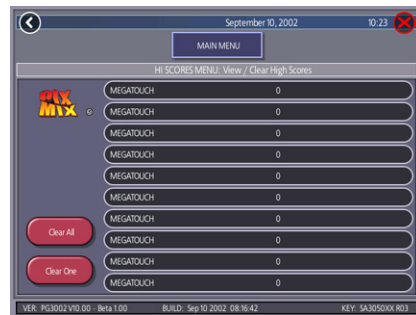 September 10, 2002 10:23
MAIN MENU
HI SCORES MENU: View / Clear High Scores
PIX
MIX
MEGATOUCH 0
MEGATOUCH 0
MEGATOUCH 0
MEGATOUCH 0
MEGATOUCH 0
MEGATOUCH 0
MEGATOUCH 0
MEGATOUCH 0
MEGATOUCH 0
MEGATOUCH 0
Clear All
Clear One
VER: PG3002 V10.00 - Beta 1.00 BUILD: Sep 10 2002 08:16:42 KEY: SA3050XX R03